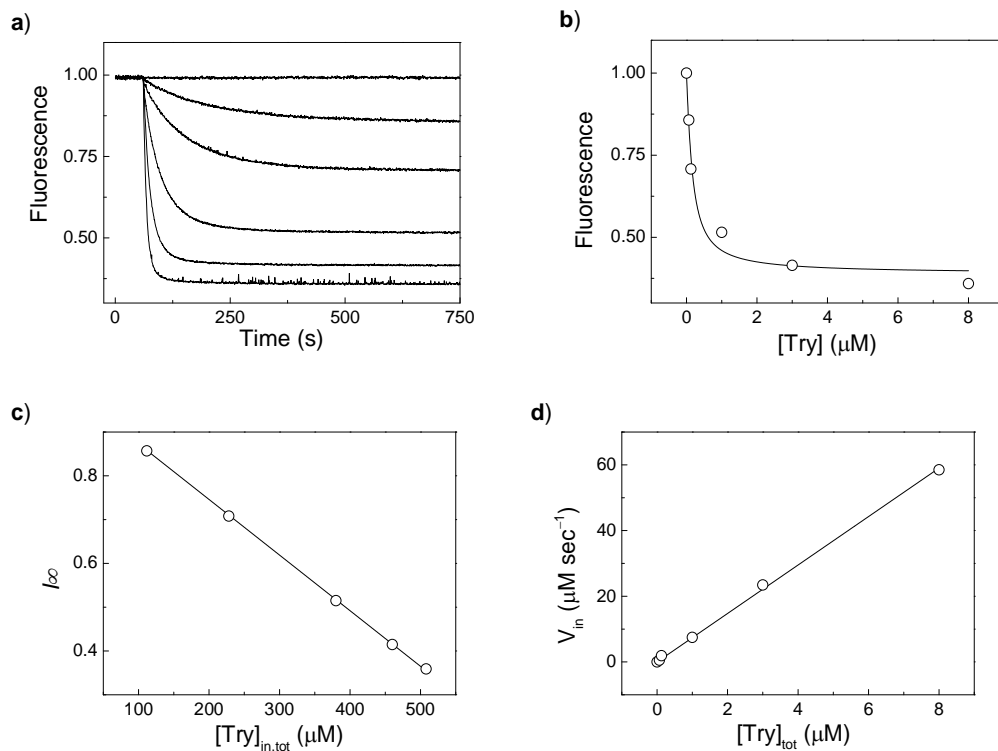 a)
1.00
0.75
0.50
Fluorescence
0
250
500
750
Time (s)
b)
1.00
0.75
0.50
Fluorescence
0
2
4
6
8
[Try] (μM)
c)
0.8
0.6
0.4
I∞
100
200
300
400
500
[Try]in,tot (μM)
d)
60
40
20
0
Vin (μM sec−1)
0
2
4
6
8
[Try]tot (μM)